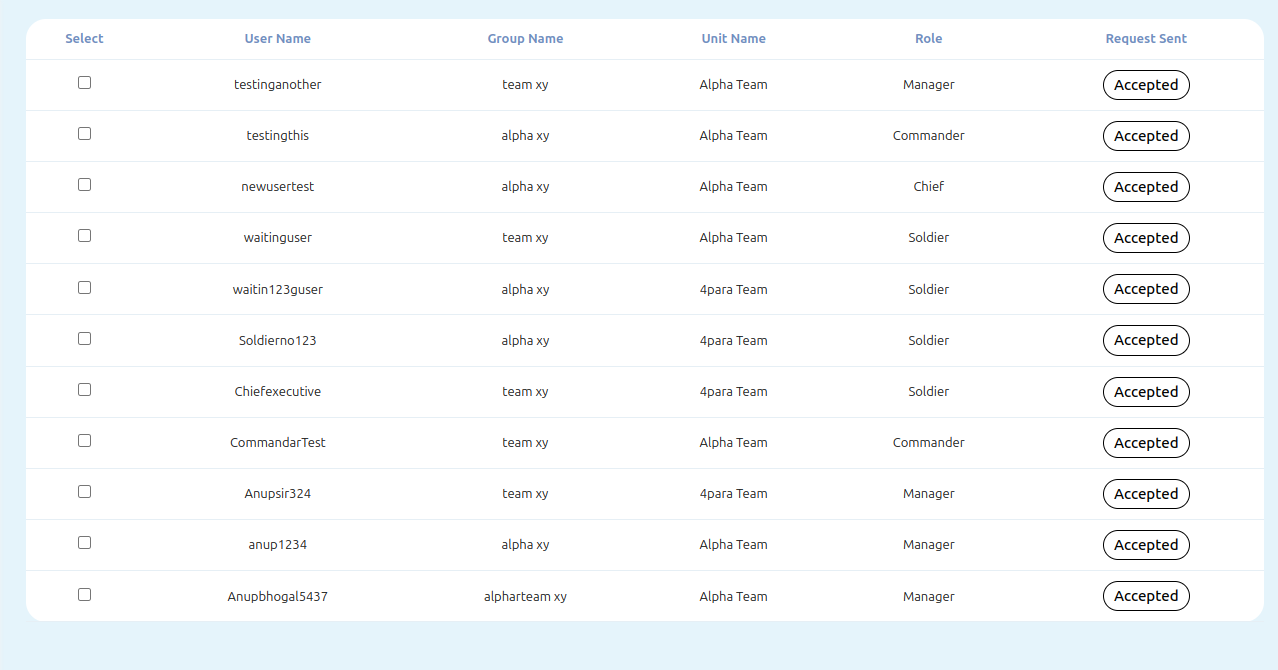 Select User Name Group Name Unit Name Role Request Sent
testinganother team xy Alpha Team Manager Accepted
testingthis alpha xy Alpha Team Commander Accepted
newusertest alpha xy Alpha Team Chief Accepted
waitinguser team xy Alpha Team Soldier Accepted
waitin123guser alpha xy 4para Team Soldier Accepted
Soldierno123 alpha xy 4para Team Soldier Accepted
Chiefexecutive team xy 4para Team Soldier Accepted
CommandarTest team xy Alpha Team Commander Accepted
Anupsir324 team xy 4para Team Manager Accepted
anup1234 alpha xy Alpha Team Manager Accepted
Anupbhogal5437 alpharteam xy Alpha Team Manager Accepted